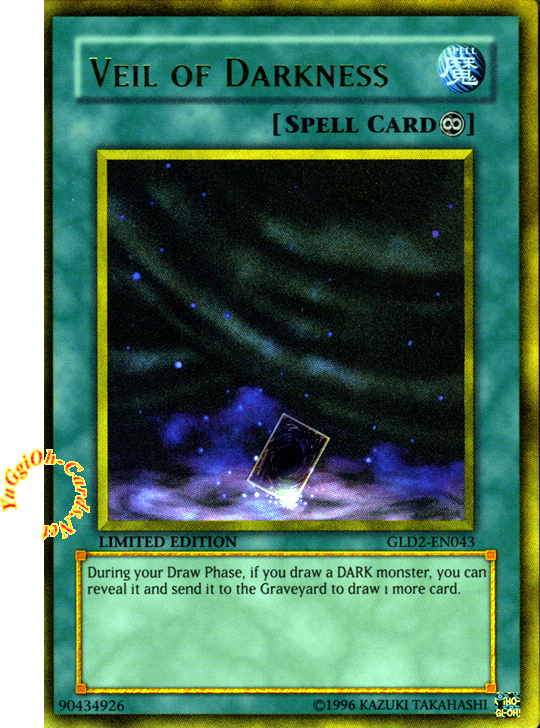 VEIL OF DARKNESS
SPELL
魔
[SPELL CARD]
YuGgiOh-Cards.Net
LIMITED EDITION GLD2-EN043
During your Draw Phase, if you draw a DARK monster, you can
reveal it and send it to the Graveyard to draw 1 more card.
90434926 ©1996 KAZUKI TAKAHASHI